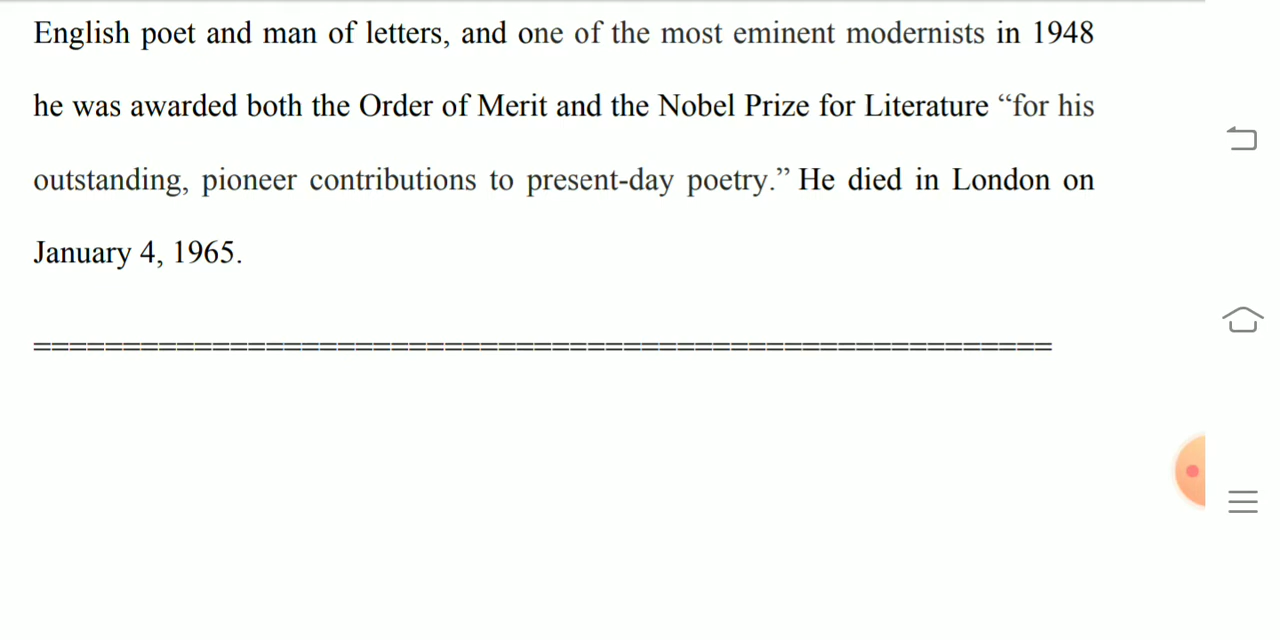 English poet and man of letters, and one of the most eminent modernists in 1948
he was awarded both the Order of Merit and the Nobel Prize for Literature “for his
outstanding, pioneer contributions to present-day poetry.” He died in London on
January 4, 1965.
=========================================================